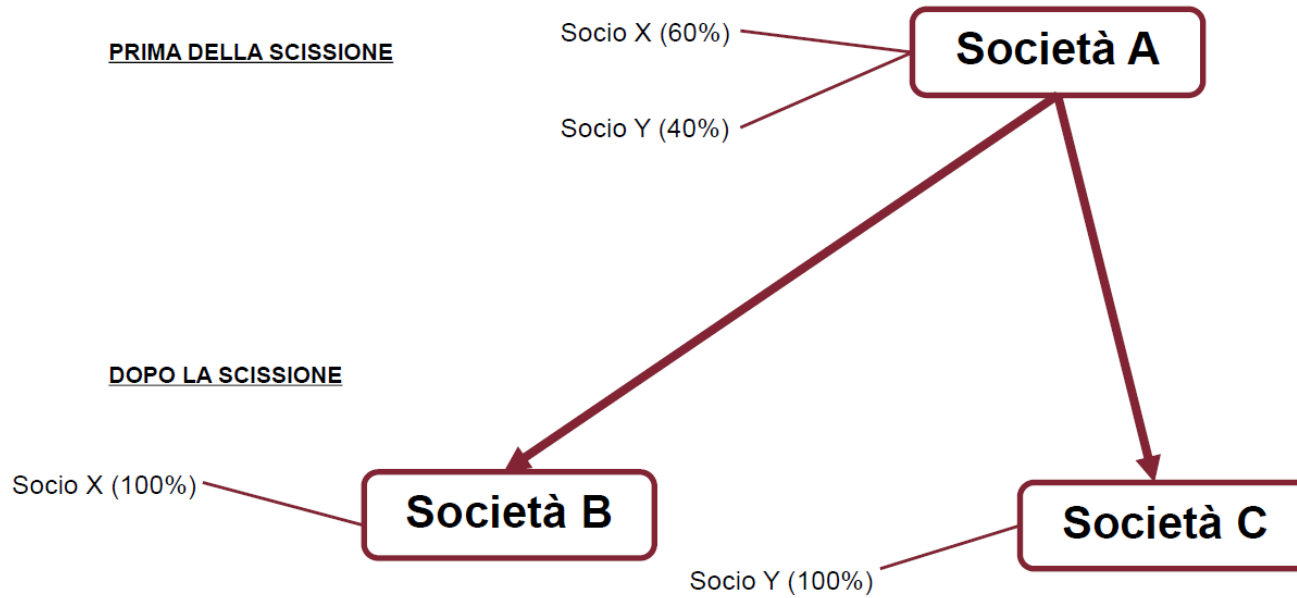 Socio X (60%)
PRIMA DELLA SCISSIONE
Società A
Socio Y (40%)
DOPO LA SCISSIONE
Socio X (100%)
Società B
Società C
Socio Y (100%)